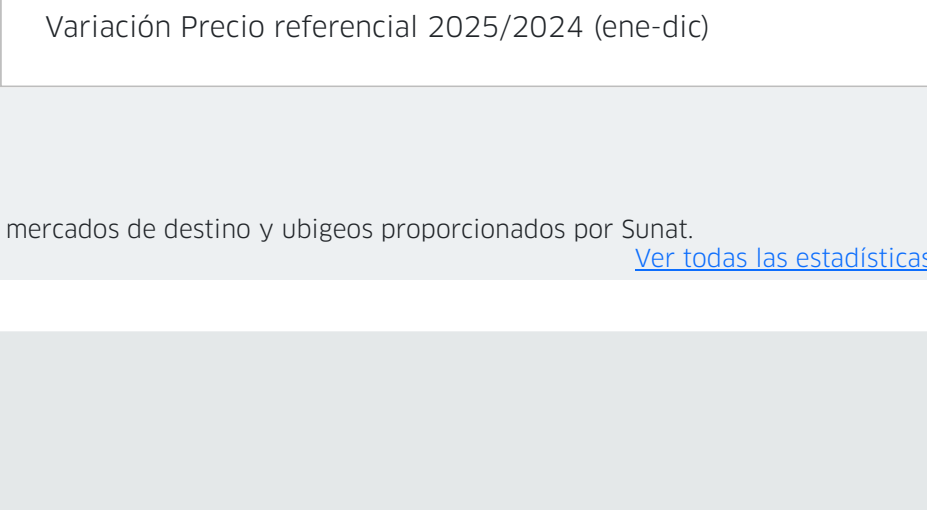 Variación Precio referencial 2025/2024 (ene-dic)
mercados de destino y ubigeos proporcionados por Sunat.
Ver todas las estadísticas